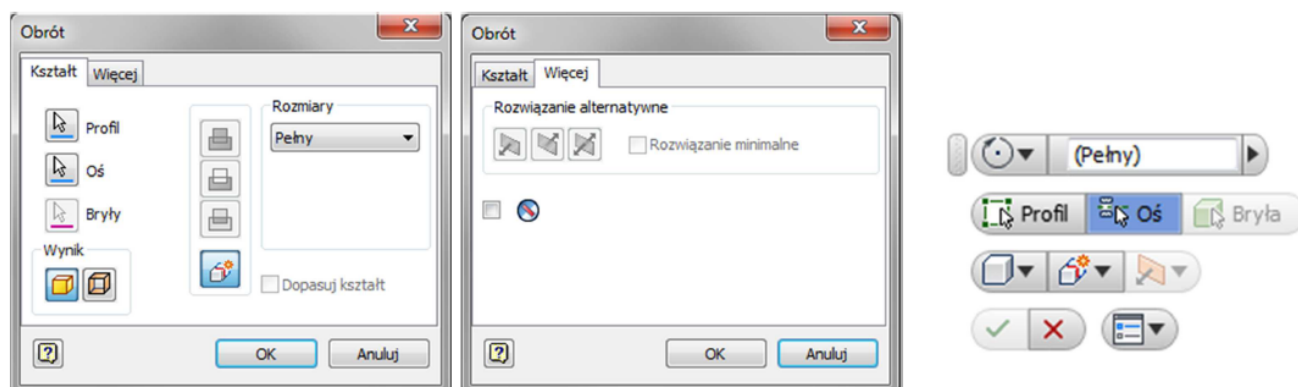 Obrót
Kształt Więcej
Profil
Oś
Bryły
Wynik
Rozmiary
Pełny
Dopasuj kształt
OK Anuluj
Obrót
Kształt Więcej
Rozwiązanie alternatywne
Rozwiązanie minimalne
OK Anuluj
(Pełny)
Profil Oś Bryła